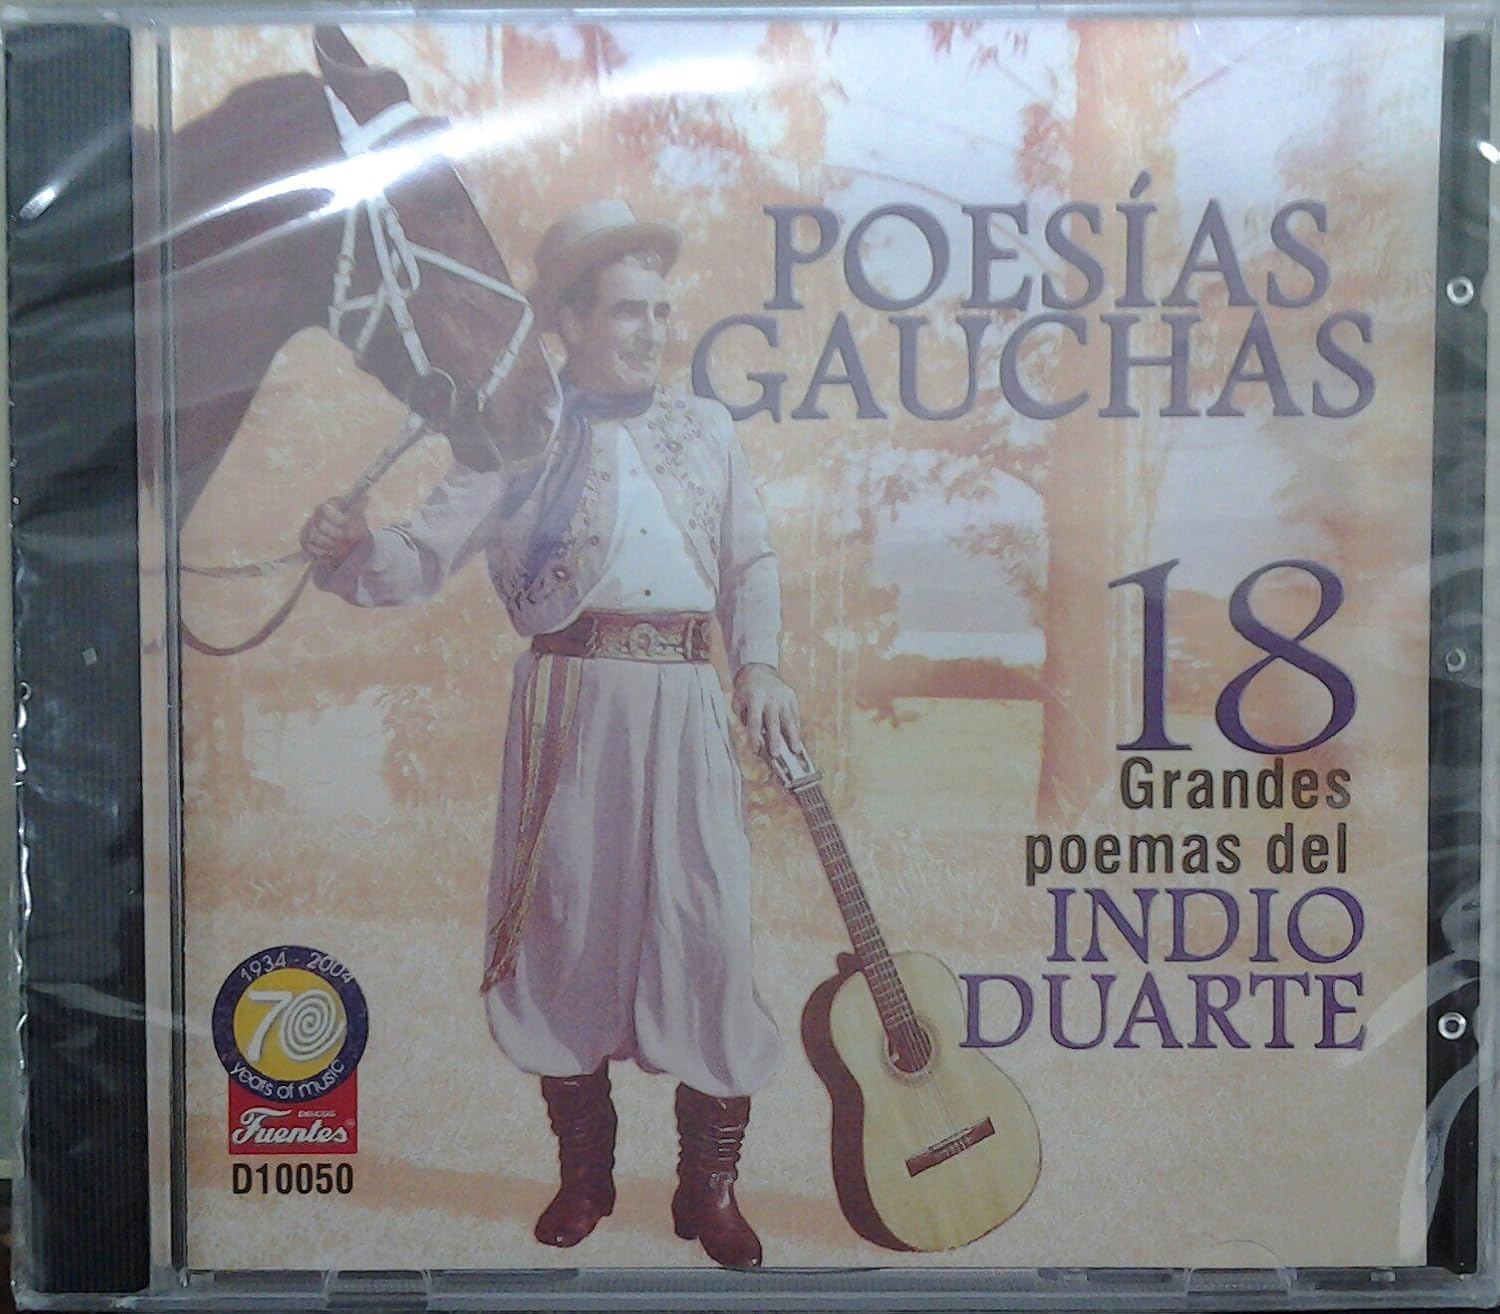 POESÍAS
GAUCHAS
18
Grandes
poemas del
INDIO
DUARTE
1934 - 2004
70
years of music
DISCOS
Fuentes
D10050